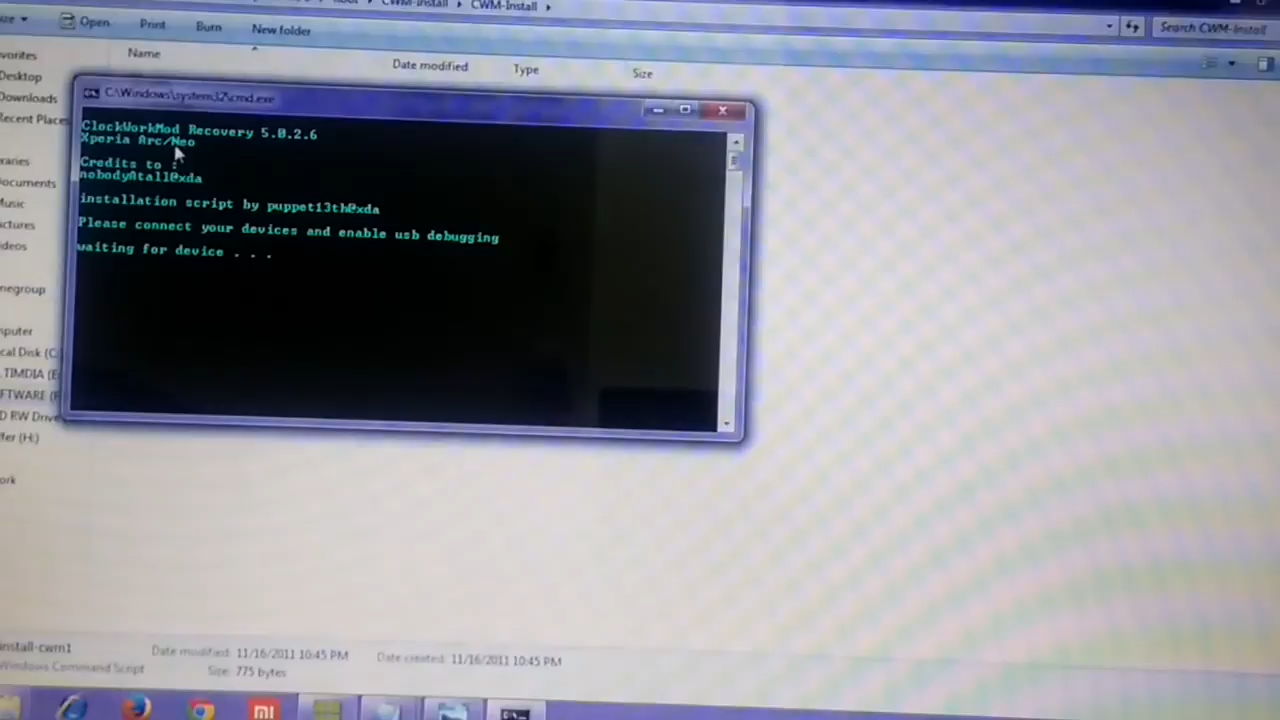 CWM-Install CWM-Install
Open Print Burn New folder Search CWM-Install
Name Date modified Type Size
C:\Windows\system32\cmd.exe
ClockWorkMod Recovery 5.0.2.6
Xperia Arc/Neo
Credits to :
nobodyAtall@xda
installation script by puppet13th@xda
Please connect your devices and enable usb debugging
waiting for device . . .
Desktop
Downloads
Recent Places
install-cwm1 Date modified: 11/16/2011 10:45 PM Date created: 11/16/2011 10:45 PM
Windows Command Script Size: 775 bytes